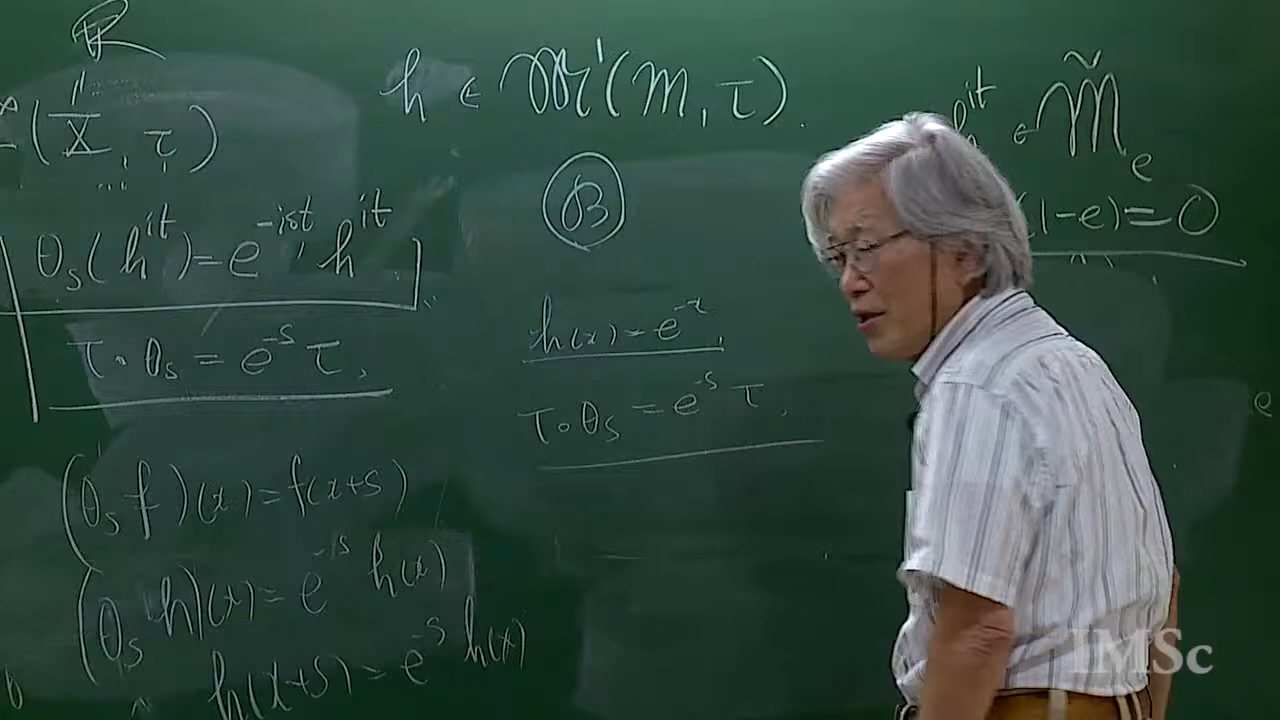 ℝ
(X, τ)
θ_s(h^{it}) = e^{-ist} h^{it}
τ∘θ_s = e^{-s} τ,
(θ_s f)(x) = f(x+s)
(θ_s h)(x) = e^{-s} h(x)
h(x+s) = e^{-s} h(x)
h ∈ 𝔐'(m, τ).
B
h(x) = e^{-x},
τ∘θ_s = e^{-s} τ,
h^{it} ∈ 𝔐̃_e
(1-e) = 0
e
IMSc